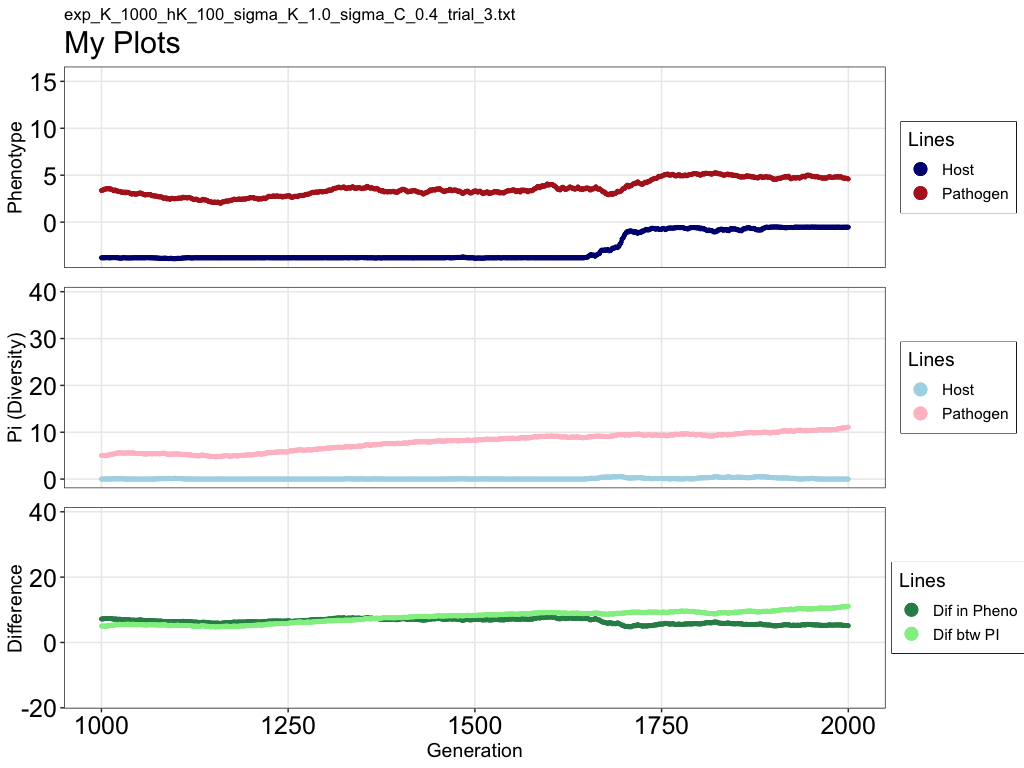 exp_K_1000_hK_100_sigma_K_1.0_sigma_C_0.4_trial_3.txt
My Plots
Phenotype
15
10
5
0
Lines
Host
Pathogen
Pi (Diversity)
40
30
20
10
0
Lines
Host
Pathogen
Difference
40
20
0
-20
Lines
Dif in Pheno
Dif btw PI
1000 1250 1500 1750 2000
Generation